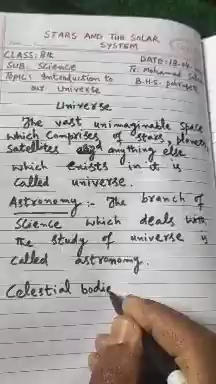 STARS AND THE SOLAR
SYSTEM
CLASS: 8th
DATE: 18-04
SUB: Science
Tr. Mohamad
Topic: Introduction to
our Universe
B.H.S.
Universe
The vast unimaginable space
which comprises of stars, planets,
satellites and anything else
which exists in it is
called universe.
Astronomy :- The branch of
Science which deals with
the study of universe is
called astronomy.
Celestial bodie